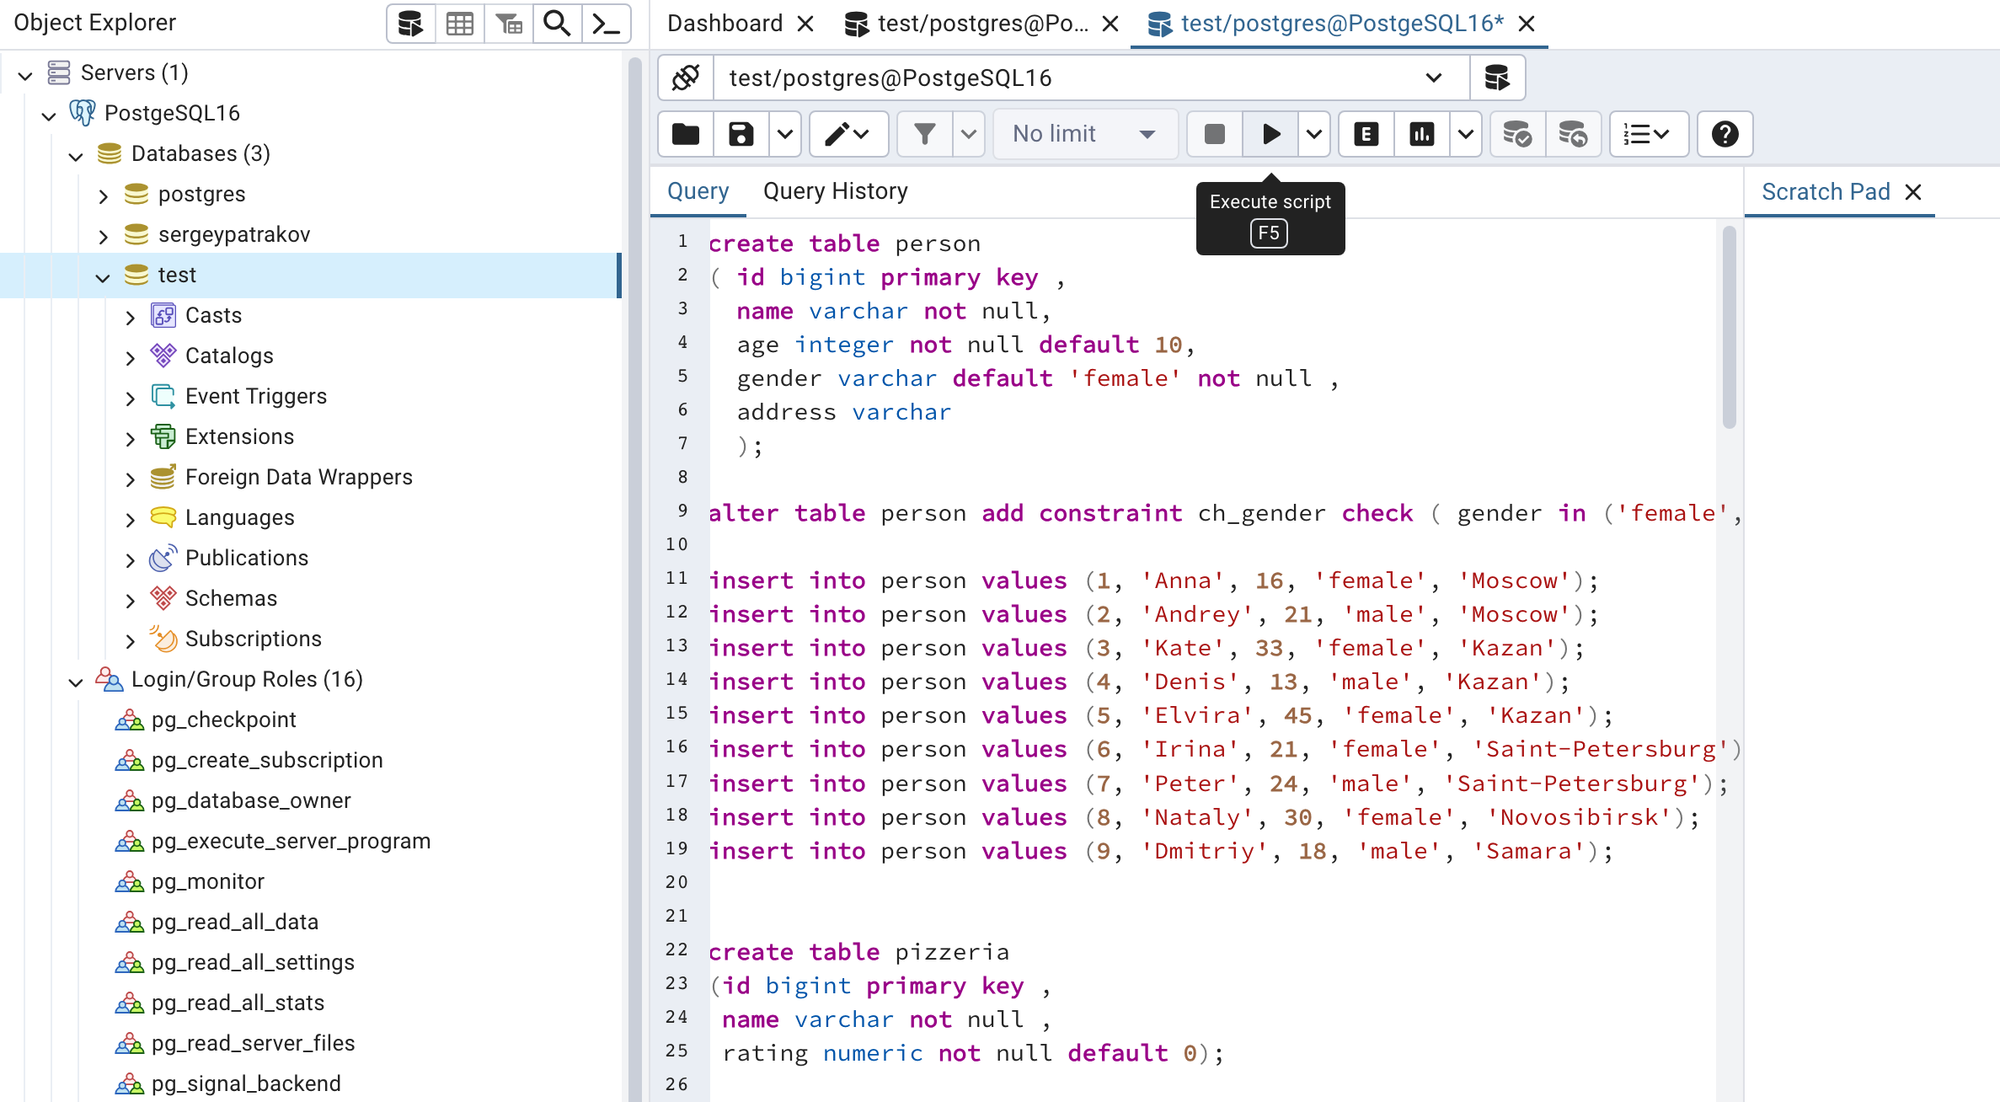 Object Explorer
Dashboard
test/postgres@Po...
test/postgres@PostgeSQL16*
Servers (1)
PostgeSQL16
Databases (3)
postgres
sergeypatrakov
test
Casts
Catalogs
Event Triggers
Extensions
Foreign Data Wrappers
Languages
Publications
Schemas
Subscriptions
Login/Group Roles (16)
pg_checkpoint
pg_create_subscription
pg_database_owner
pg_execute_server_program
pg_monitor
pg_read_all_data
pg_read_all_settings
pg_read_all_stats
pg_read_server_files
pg_signal_backend
test/postgres@PostgeSQL16
No limit
E
Query
Query History
Execute script
F5
Scratch Pad
1 create table person
2 ( id bigint primary key ,
3 name varchar not null,
4 age integer not null default 10,
5 gender varchar default 'female' not null ,
6 address varchar
7 );
8
9 alter table person add constraint ch_gender check ( gender in ('female',
10
11 insert into person values (1, 'Anna', 16, 'female', 'Moscow');
12 insert into person values (2, 'Andrey', 21, 'male', 'Moscow');
13 insert into person values (3, 'Kate', 33, 'female', 'Kazan');
14 insert into person values (4, 'Denis', 13, 'male', 'Kazan');
15 insert into person values (5, 'Elvira', 45, 'female', 'Kazan');
16 insert into person values (6, 'Irina', 21, 'female', 'Saint-Petersburg')
17 insert into person values (7, 'Peter', 24, 'male', 'Saint-Petersburg');
18 insert into person values (8, 'Nataly', 30, 'female', 'Novosibirsk');
19 insert into person values (9, 'Dmitriy', 18, 'male', 'Samara');
20
21
22 create table pizzeria
23 (id bigint primary key ,
24 name varchar not null ,
25 rating numeric not null default 0);
26